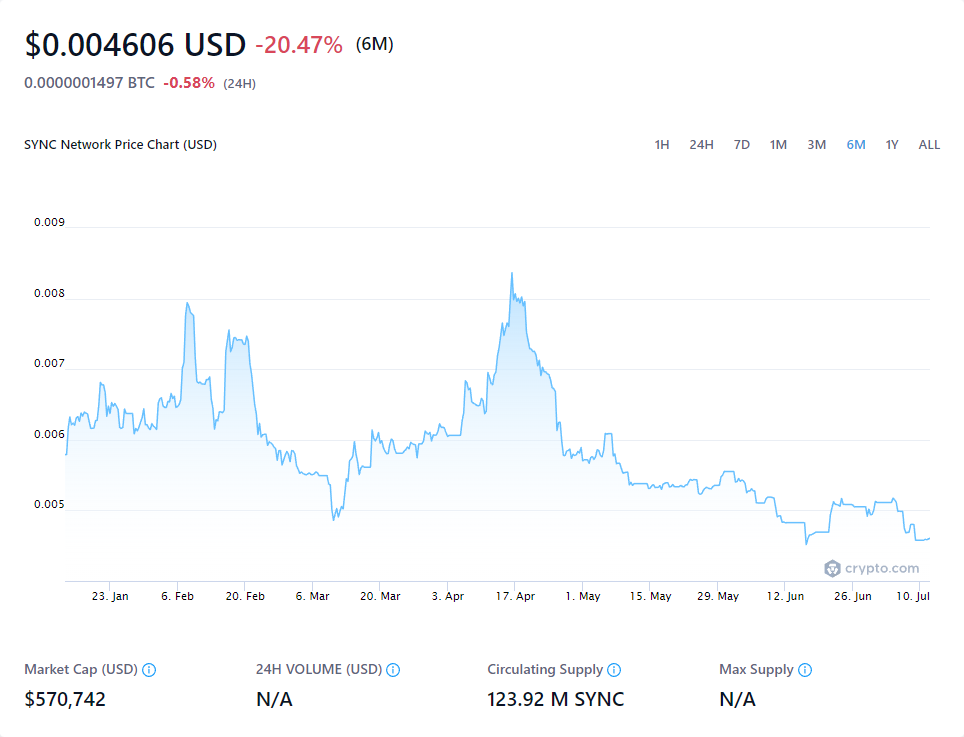 $0.004606 USD -20.47% (6M)
0.0000001497 BTC -0.58% (24H)
SYNC Network Price Chart (USD) 1H 24H 7D 1M 3M 6M 1Y ALL
0.009
0.008
0.007
0.006
0.005
crypto.com
23. Jan 6. Feb 20. Feb 6. Mar 20. Mar 3. Apr 17. Apr 1. May 15. May 29. May 12. Jun 26. Jun 10. Jul
Market Cap (USD) 24H VOLUME (USD) Circulating Supply Max Supply
$570,742 N/A 123.92 M SYNC N/A